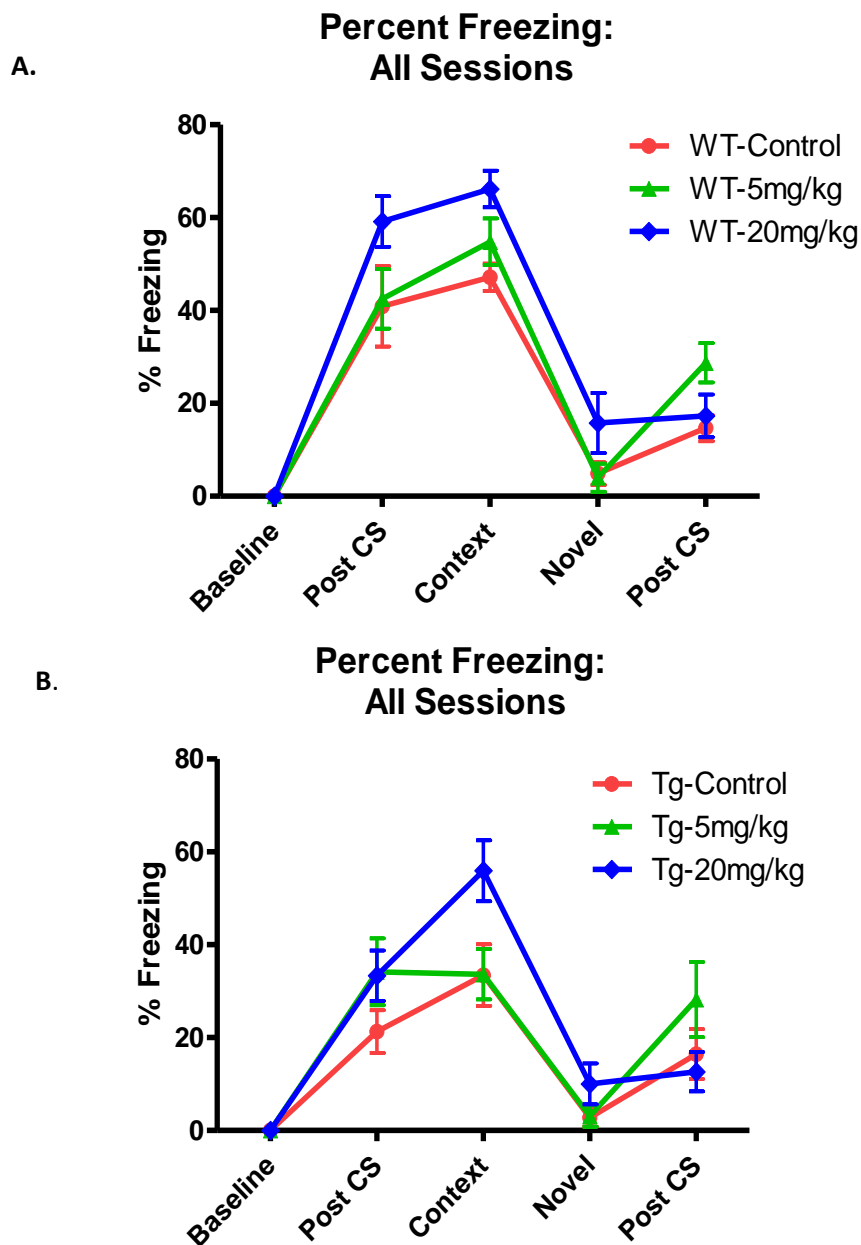 A.
Percent Freezing:
All Sessions
80
60
40
20
0
% Freezing
WT-Control
WT-5mg/kg
WT-20mg/kg
Baseline
Post CS
Context
Novel
Post CS
B.
Percent Freezing:
All Sessions
80
60
40
20
0
% Freezing
Tg-Control
Tg-5mg/kg
Tg-20mg/kg
Baseline
Post CS
Context
Novel
Post CS